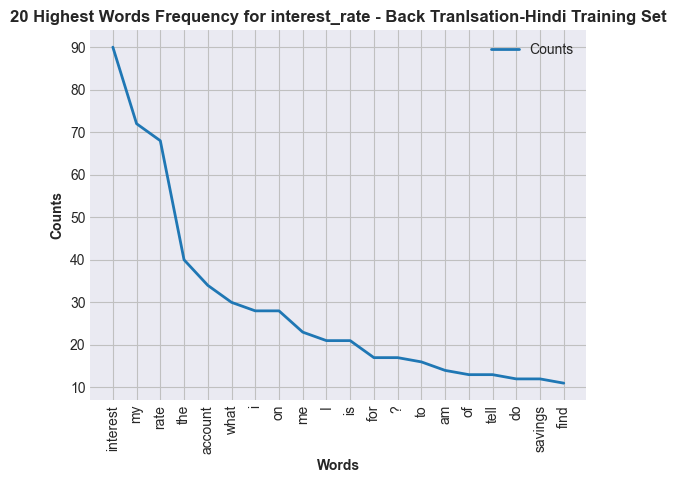 20 Highest Words Frequency for interest_rate - Back Tranlsation-Hindi Training Set
Counts
90
80
70
60
50
40
30
20
10
Counts
interest
my
rate
the
account
what
i
on
me
I
is
for
?
to
am
of
tell
do
savings
find
Words